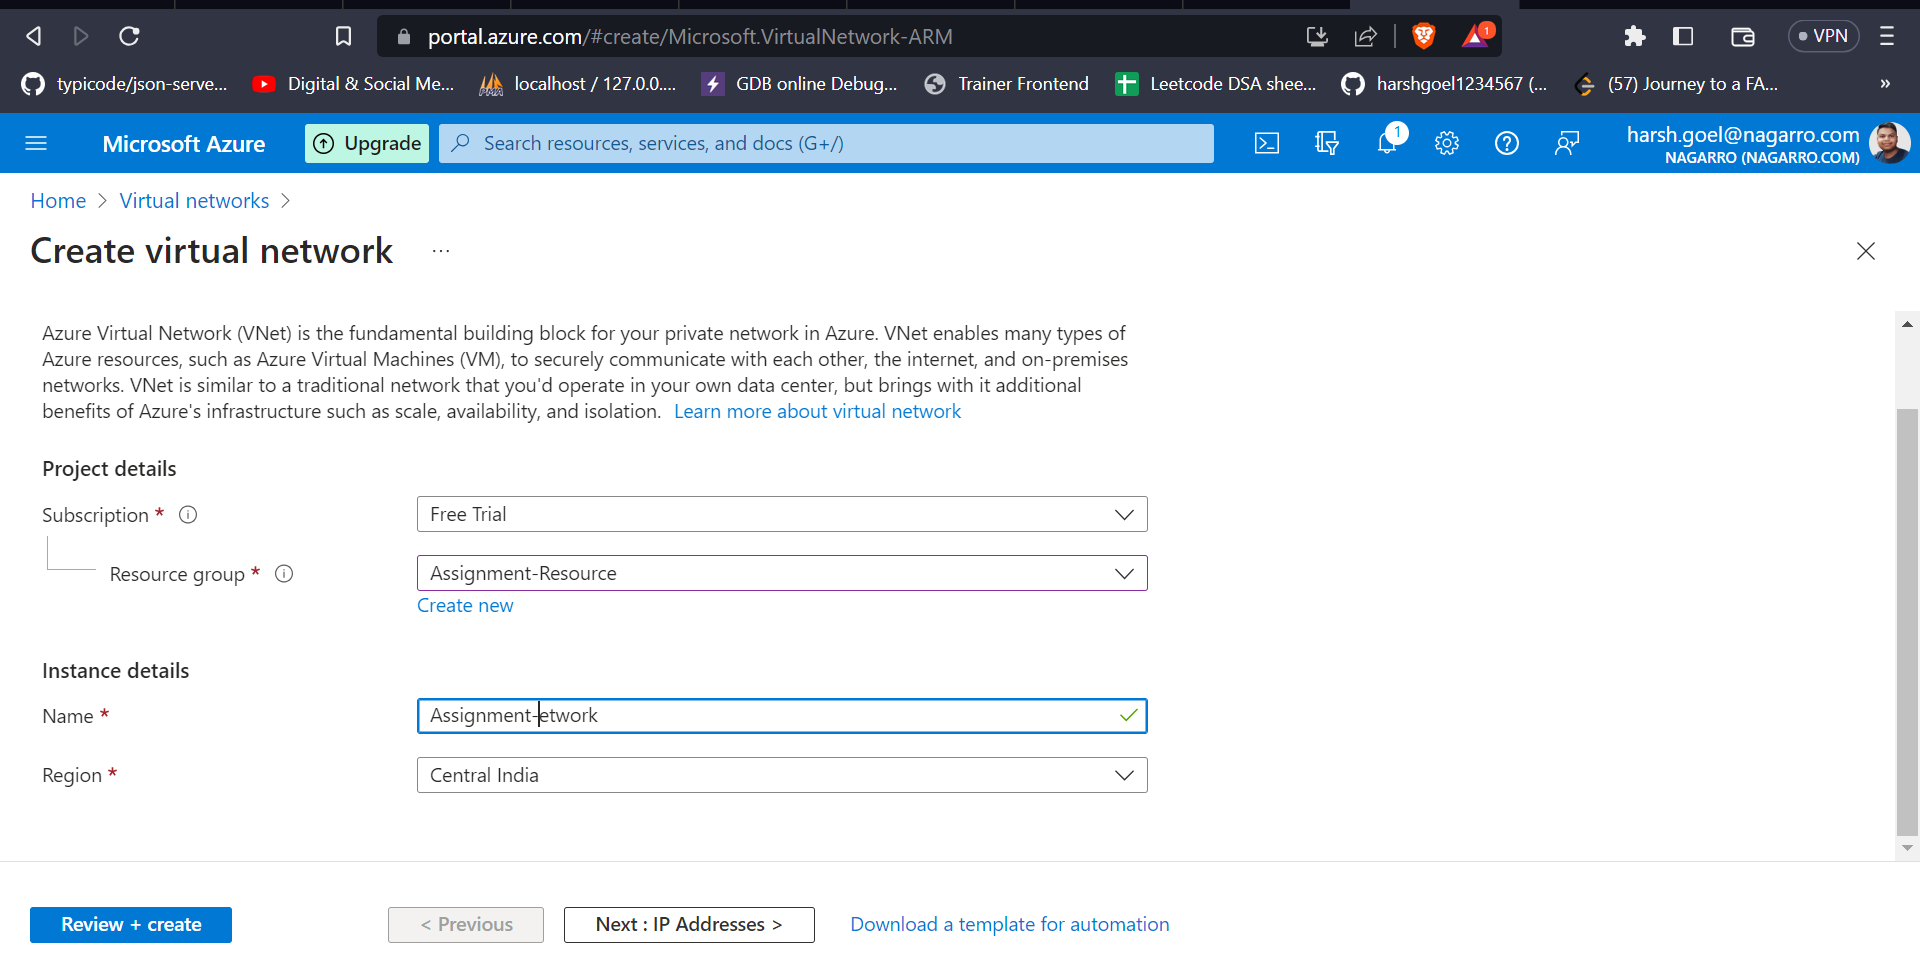 portal.azure.com/#create/Microsoft.VirtualNetwork-ARM
1
VPN
typicode/json-serve...
Digital & Social Me...
localhost / 127.0.0....
GDB online Debug...
Trainer Frontend
Leetcode DSA shee...
harshgoel1234567 (...
(57) Journey to a FA...
»
Microsoft Azure
Upgrade
Search resources, services, and docs (G+/)
1
harsh.goel@nagarro.com
NAGARRO (NAGARRO.COM)
Home > Virtual networks >
Create virtual network ...
Azure Virtual Network (VNet) is the fundamental building block for your private network in Azure. VNet enables many types of
Azure resources, such as Azure Virtual Machines (VM), to securely communicate with each other, the internet, and on-premises
networks. VNet is similar to a traditional network that you'd operate in your own data center, but brings with it additional
benefits of Azure's infrastructure such as scale, availability, and isolation. Learn more about virtual network
Project details
Subscription *
Free Trial
Resource group *
Assignment-Resource
Create new
Instance details
Name *
Assignment-etwork
Region *
Central India
Review + create
< Previous
Next : IP Addresses >
Download a template for automation